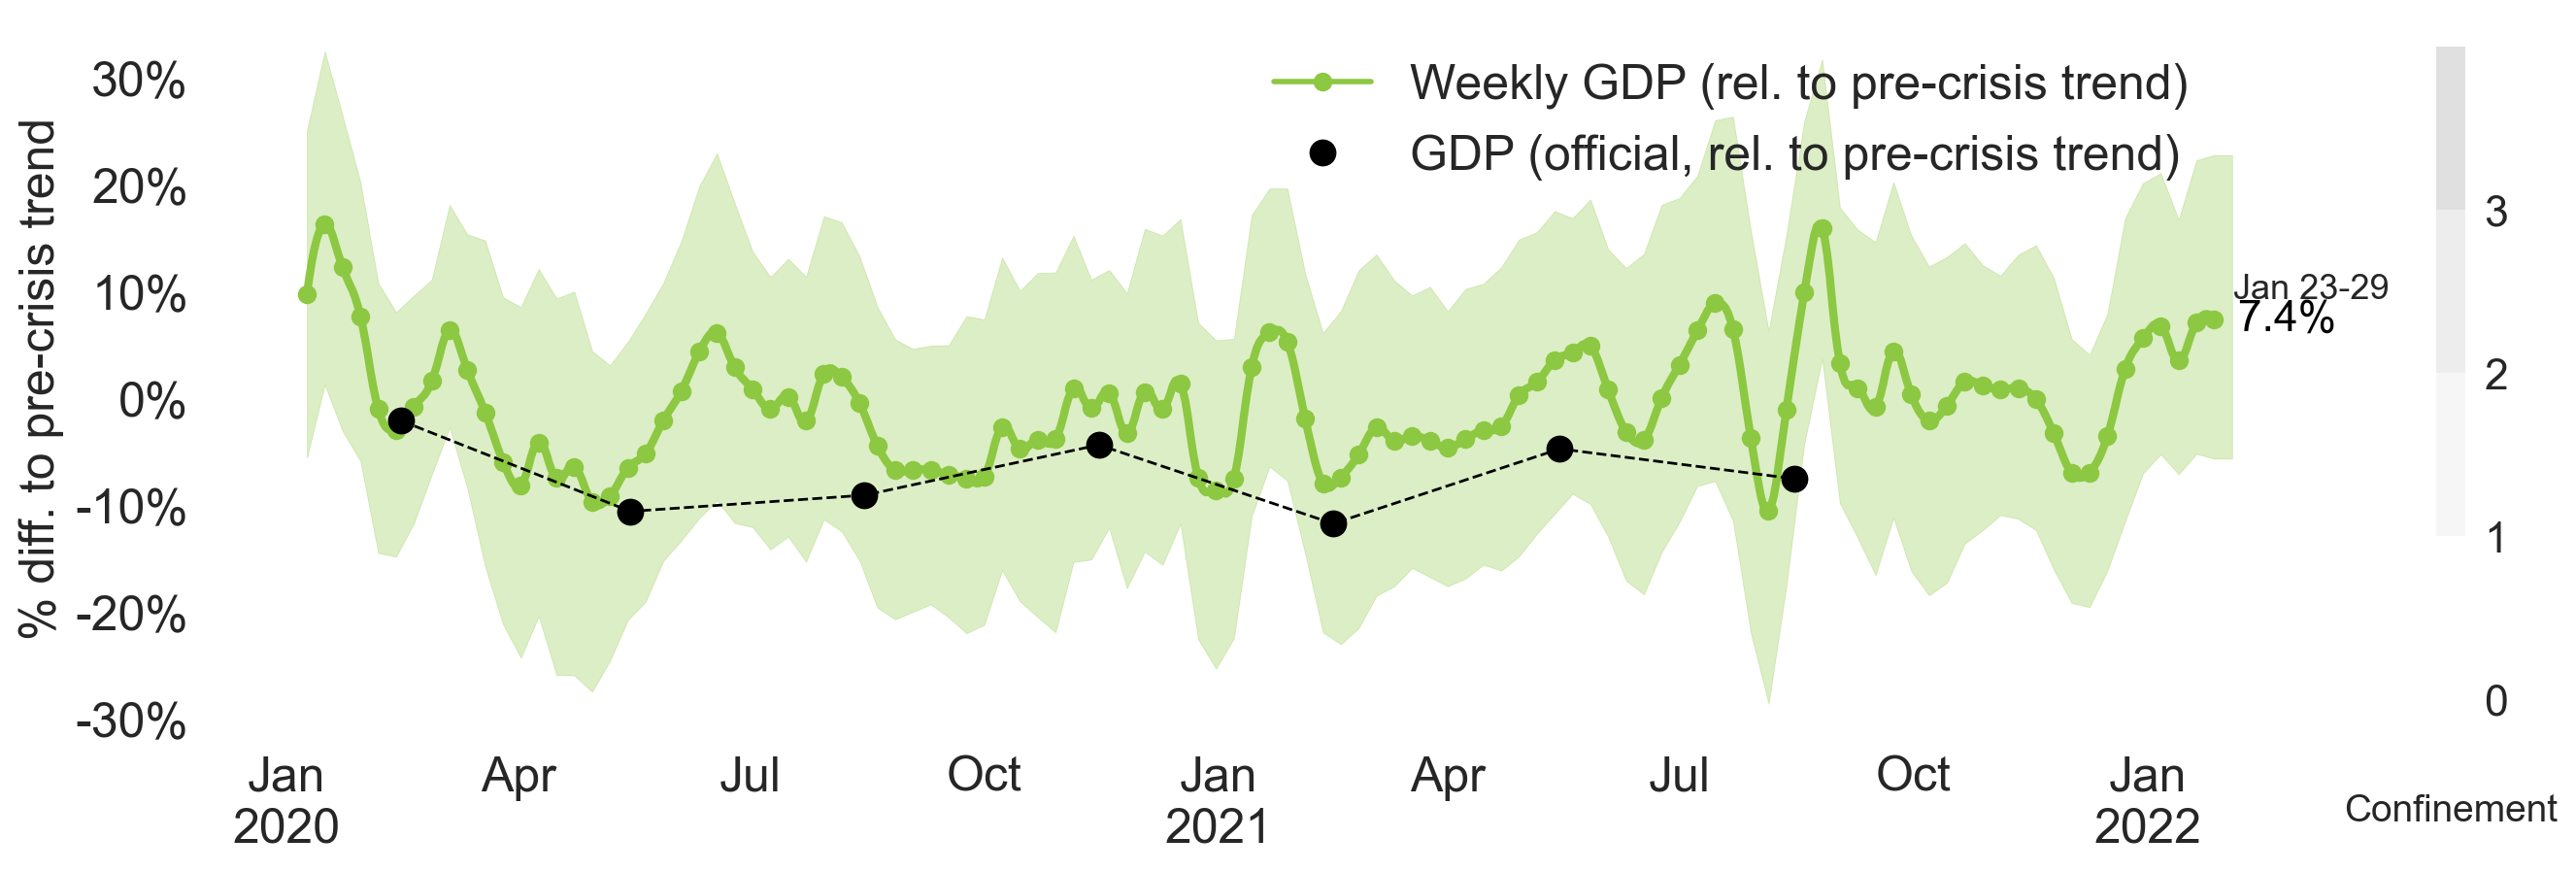 % diff. to pre-crisis trend
30%
20%
10%
0%
-10%
-20%
-30%
Weekly GDP (rel. to pre-crisis trend)
GDP (official, rel. to pre-crisis trend)
Jan 23-29
7.4%
3
2
1
0
Confinement
Jan Apr Jul Oct Jan Apr Jul Oct Jan
2020 2021 2022